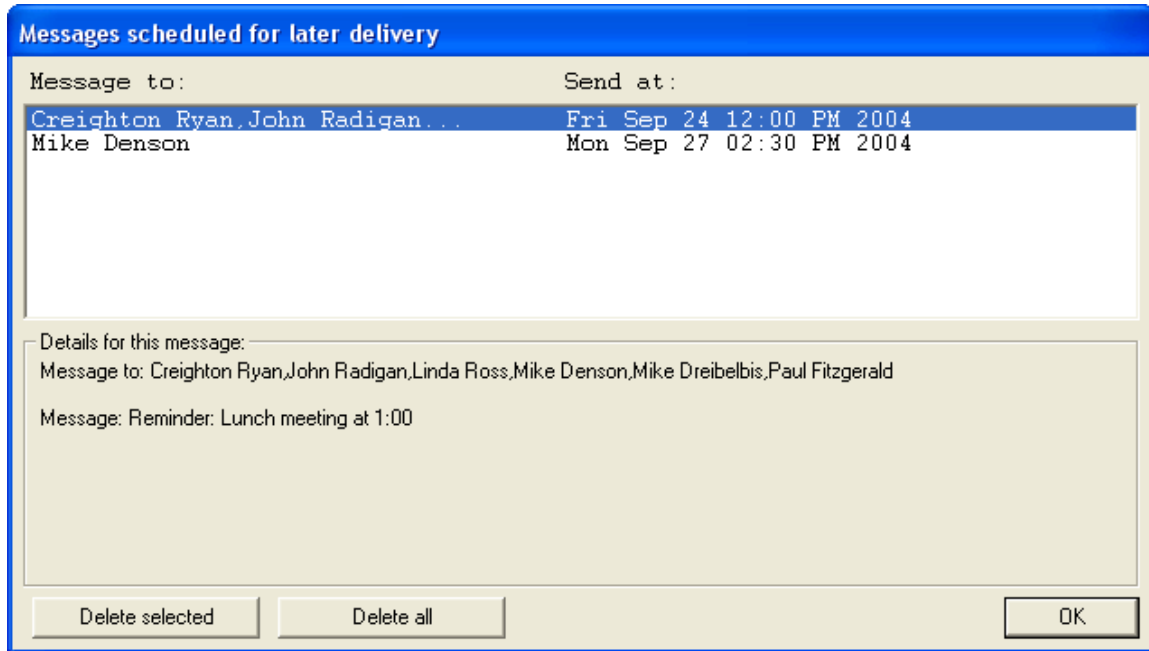 Messages scheduled for later delivery
Message to: Send at:
Creighton Ryan,John Radigan... Fri Sep 24 12:00 PM 2004
Mike Denson Mon Sep 27 02:30 PM 2004
Details for this message:
Message to: Creighton Ryan,John Radigan,Linda Ross,Mike Denson,Mike Dreibelbis,Paul Fitzgerald
Message: Reminder: Lunch meeting at 1:00
Delete selected Delete all OK